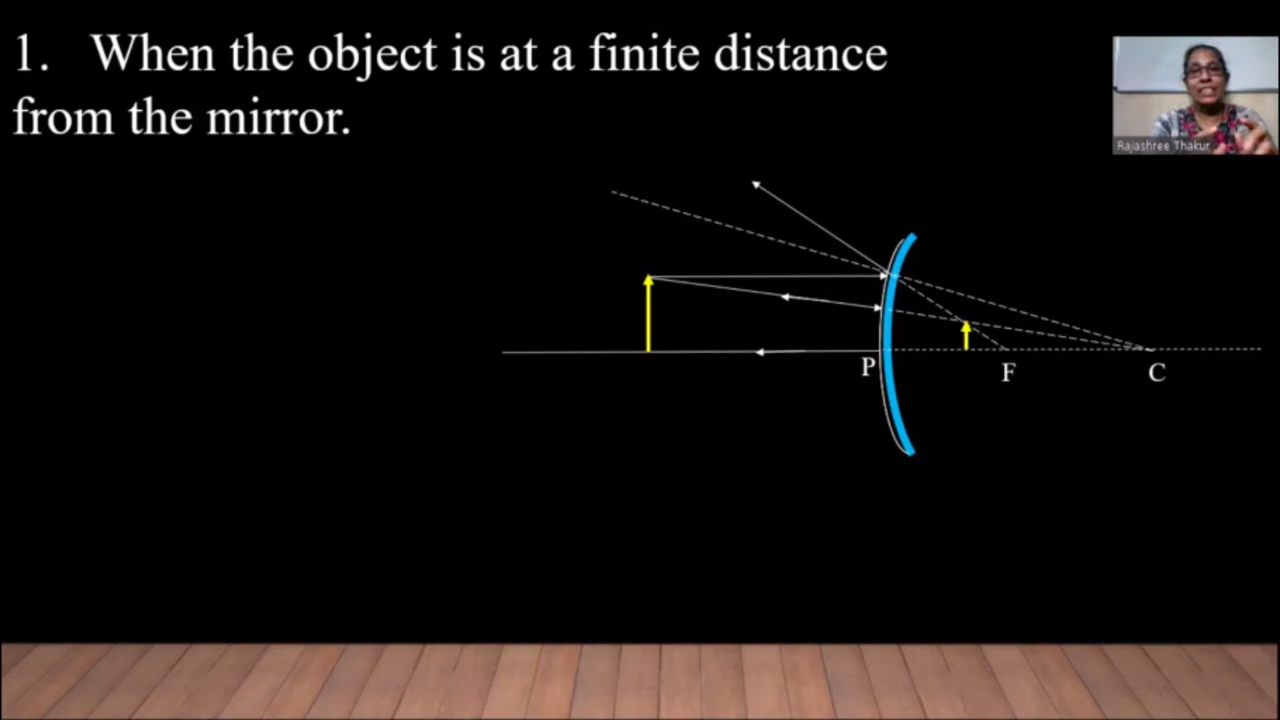 1. When the object is at a finite distance
from the mirror.
Rajashree Thakur
P
F
C